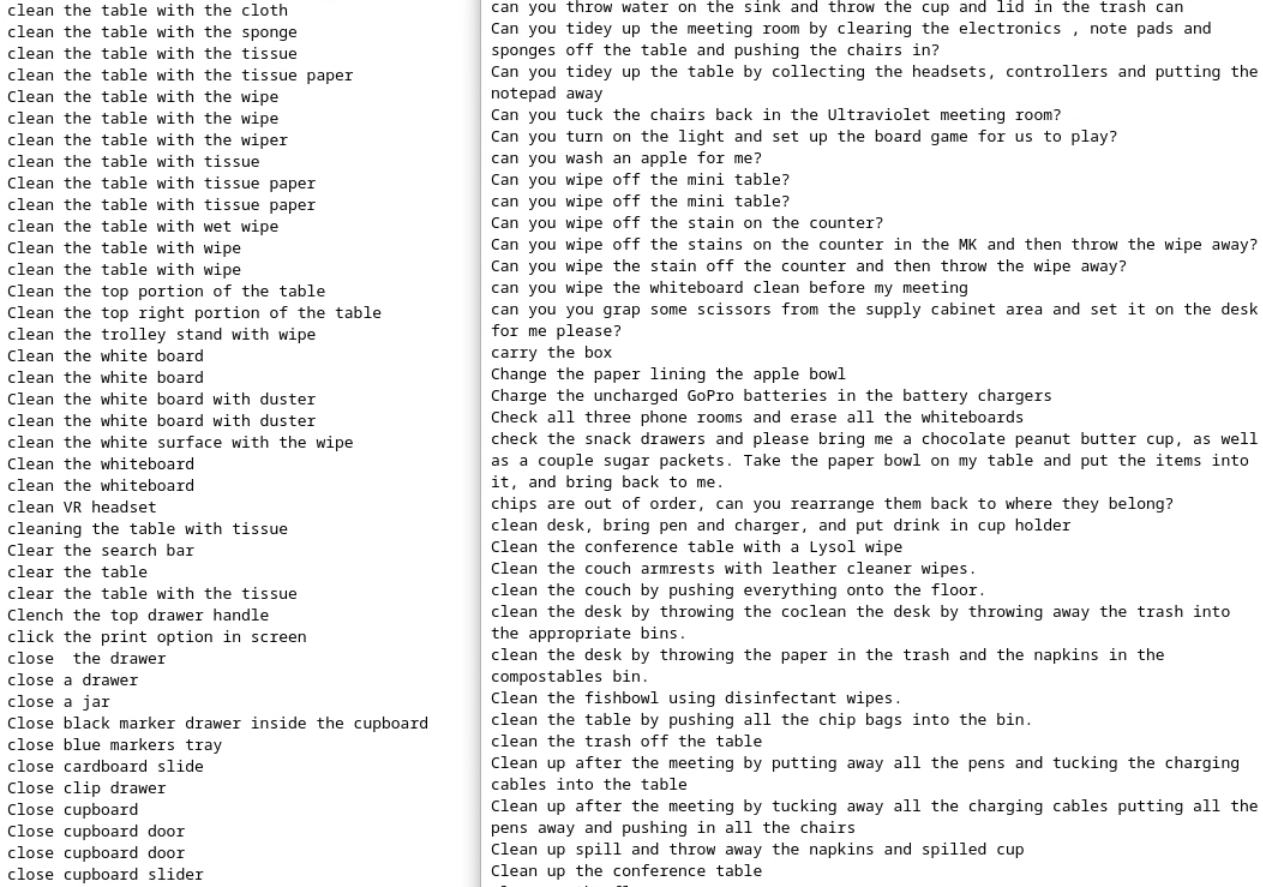 clean the table with the cloth
clean the table with the sponge
clean the table with the tissue
clean the table with the tissue paper
Clean the table with the wipe
clean the table with the wipe
clean the table with the wiper
clean the table with tissue
Clean the table with tissue paper
clean the table with tissue paper
clean the table with wet wipe
Clean the table with wipe
clean the table with wipe
Clean the top portion of the table
Clean the top right portion of the table
clean the trolley stand with wipe
Clean the white board
clean the white board
Clean the white board with duster
clean the white board with duster
clean the white surface with the wipe
Clean the whiteboard
clean the whiteboard
clean VR headset
cleaning the table with tissue
Clear the search bar
clear the table
clear the table with the tissue
Clench the top drawer handle
click the print option in screen
close  the drawer
close a drawer
close a jar
Close black marker drawer inside the cupboard
close blue markers tray
close cardboard slide
Close clip drawer
Close cupboard
Close cupboard door
close cupboard door
close cupboard slider
can you throw water on the sink and throw the cup and lid in the trash can
Can you tidey up the meeting room by clearing the electronics , note pads and
sponges off the table and pushing the chairs in?
Can you tidey up the table by collecting the headsets, controllers and putting the
notepad away
Can you tuck the chairs back in the Ultraviolet meeting room?
Can you turn on the light and set up the board game for us to play?
can you wash an apple for me?
Can you wipe off the mini table?
can you wipe off the mini table?
Can you wipe off the stain on the counter?
Can you wipe off the stains on the counter in the MK and then throw the wipe away?
Can you wipe the stain off the counter and then throw the wipe away?
can you wipe the whiteboard clean before my meeting
can you you grap some scissors from the supply cabinet area and set it on the desk
for me please?
carry the box
Change the paper lining the apple bowl
Charge the uncharged GoPro batteries in the battery chargers
Check all three phone rooms and erase all the whiteboards
check the snack drawers and please bring me a chocolate peanut butter cup, as well
as a couple sugar packets. Take the paper bowl on my table and put the items into
it, and bring back to me.
chips are out of order, can you rearrange them back to where they belong?
clean desk, bring pen and charger, and put drink in cup holder
Clean the conference table with a Lysol wipe
Clean the couch armrests with leather cleaner wipes.
clean the couch by pushing everything onto the floor.
clean the desk by throwing the coclean the desk by throwing away the trash into
the appropriate bins.
clean the desk by throwing the paper in the trash and the napkins in the
compostables bin.
Clean the fishbowl using disinfectant wipes.
clean the table by pushing all the chip bags into the bin.
clean the trash off the table
Clean up after the meeting by putting away all the pens and tucking the charging
cables into the table
Clean up after the meeting by tucking away all the charging cables putting all the
pens away and pushing in all the chairs
Clean up spill and throw away the napkins and spilled cup
Clean up the conference table